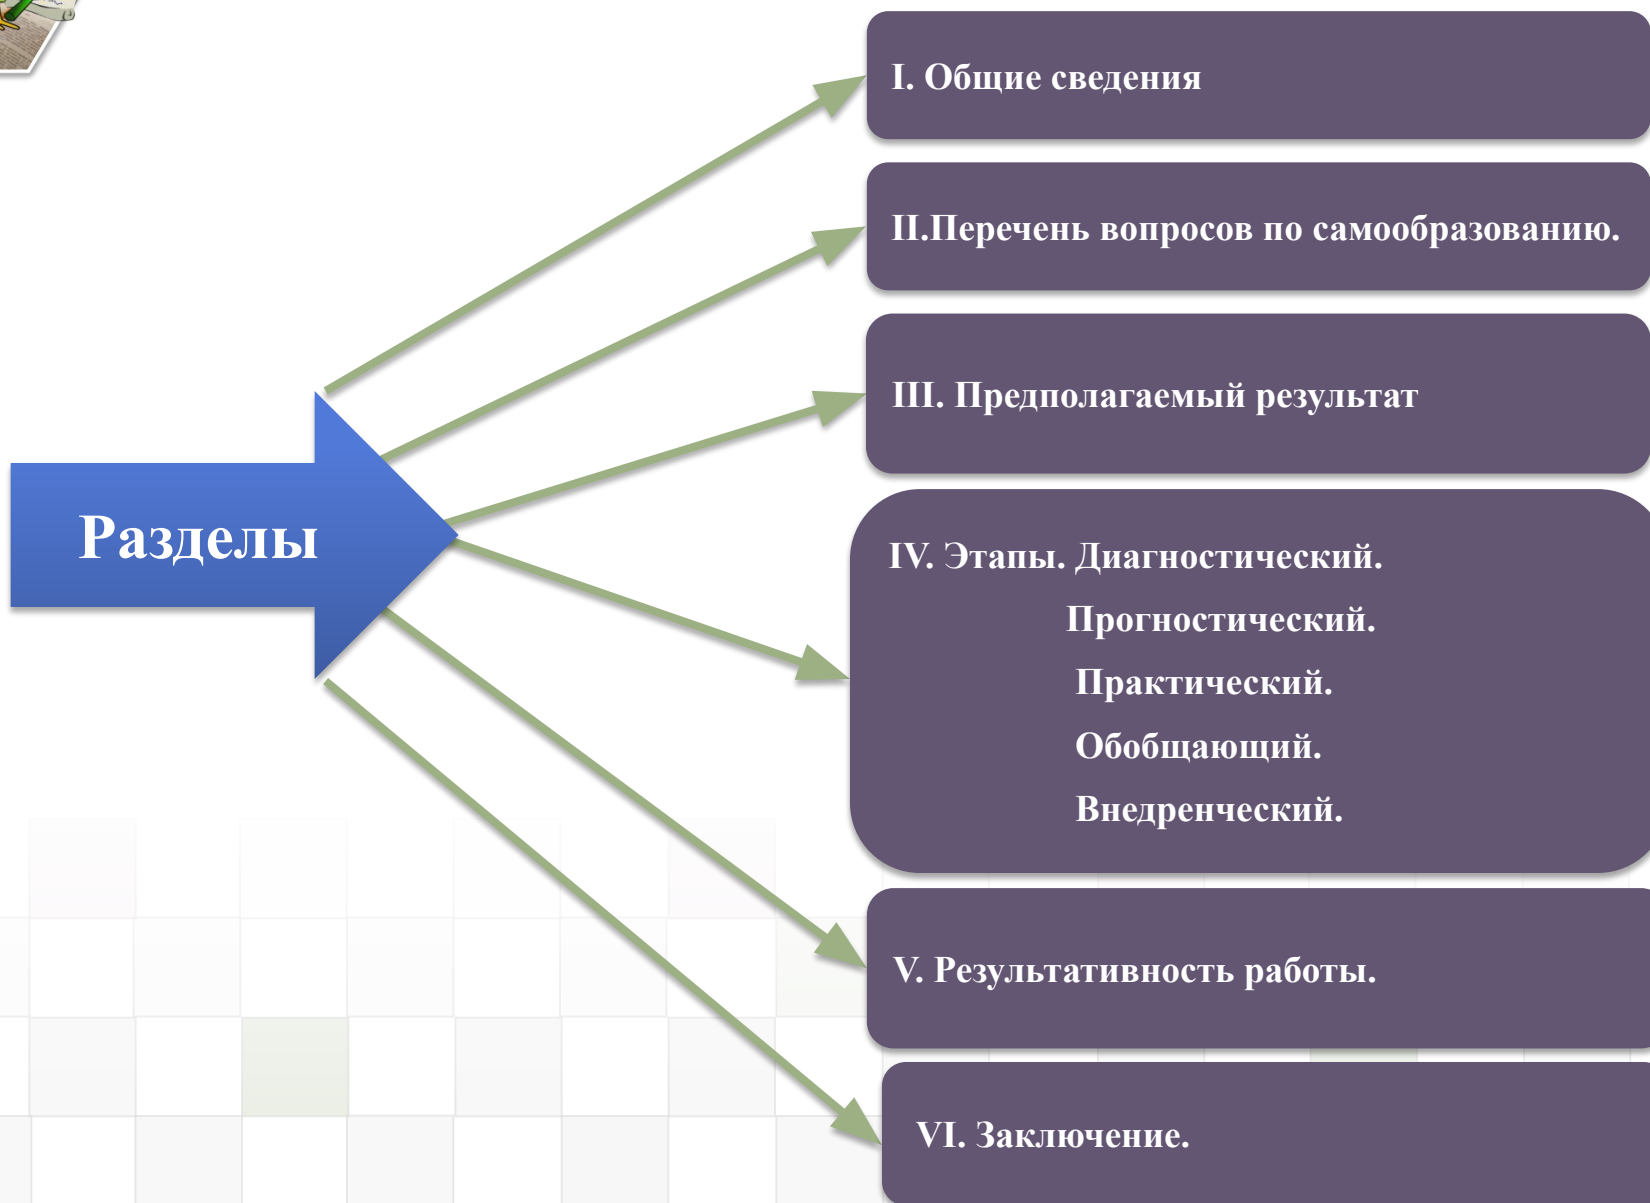 I. Общие сведения
II.Перечень вопросов по самообразованию.
III. Предполагаемый результат
Разделы
IV. Этапы. Диагностический.
Прогностический.
Практический.
Обобщающий.
Внедренческий.
V. Результативность работы.
VI. Заключение.